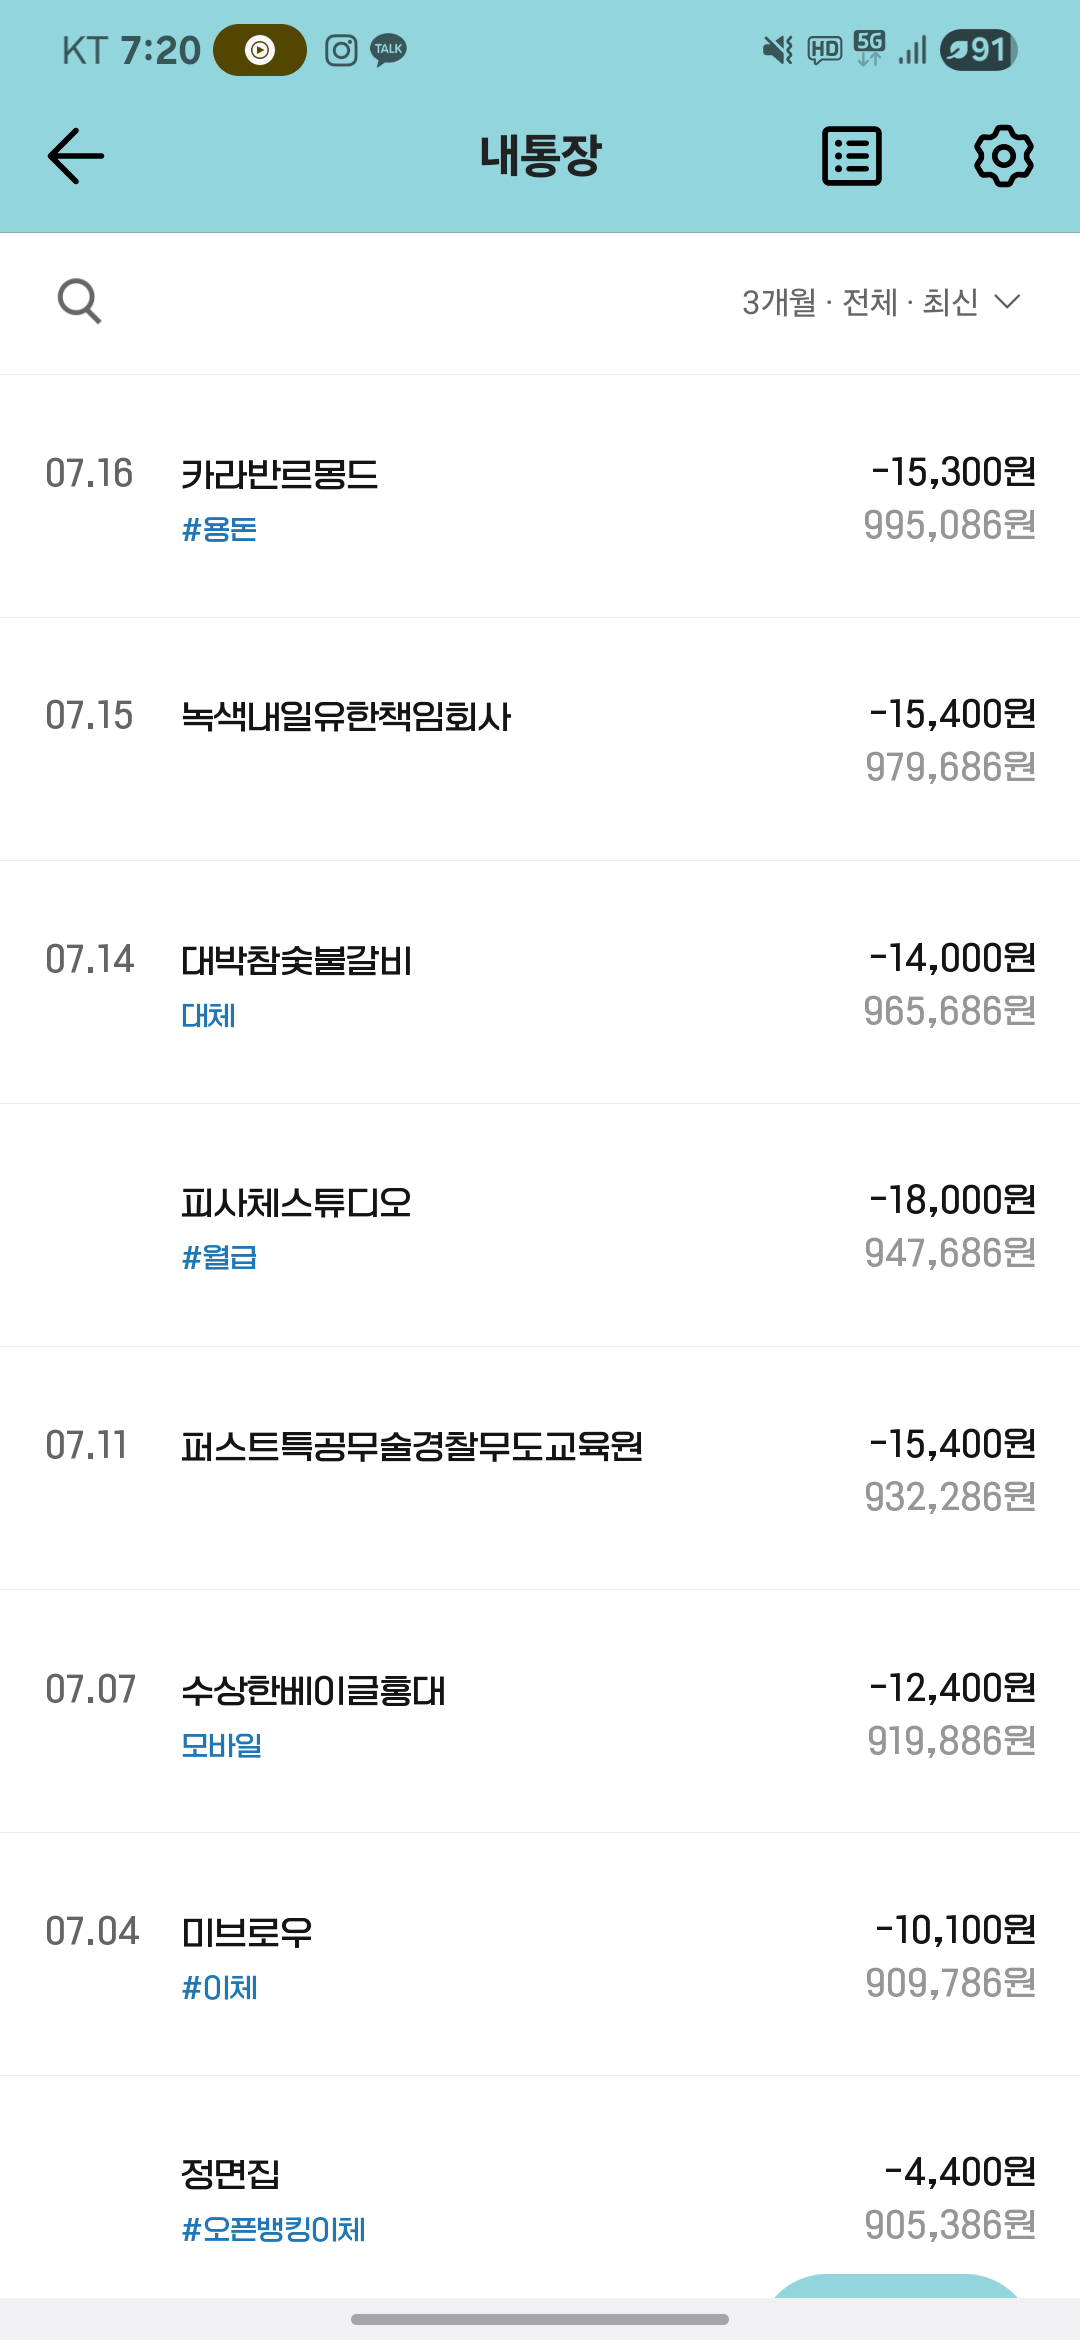 KT 7:20 TALK HD 5G 91
내통장
3개월 · 전체 · 최신
07.16 카라반르몽드 -15,300원
#용돈 995,086원
07.15 녹색내일유한책임회사 -15,400원
979,686원
07.14 대박참숯불갈비 -14,000원
대체 965,686원
피사체스튜디오 -18,000원
#월급 947,686원
07.11 퍼스트특공무술경찰무도교육원 -15,400원
932,286원
07.07 수상한베이글홍대 -12,400원
모바일 919,886원
07.04 미브로우 -10,100원
#이체 909,786원
정면집 -4,400원
#오픈뱅킹이체 905,386원